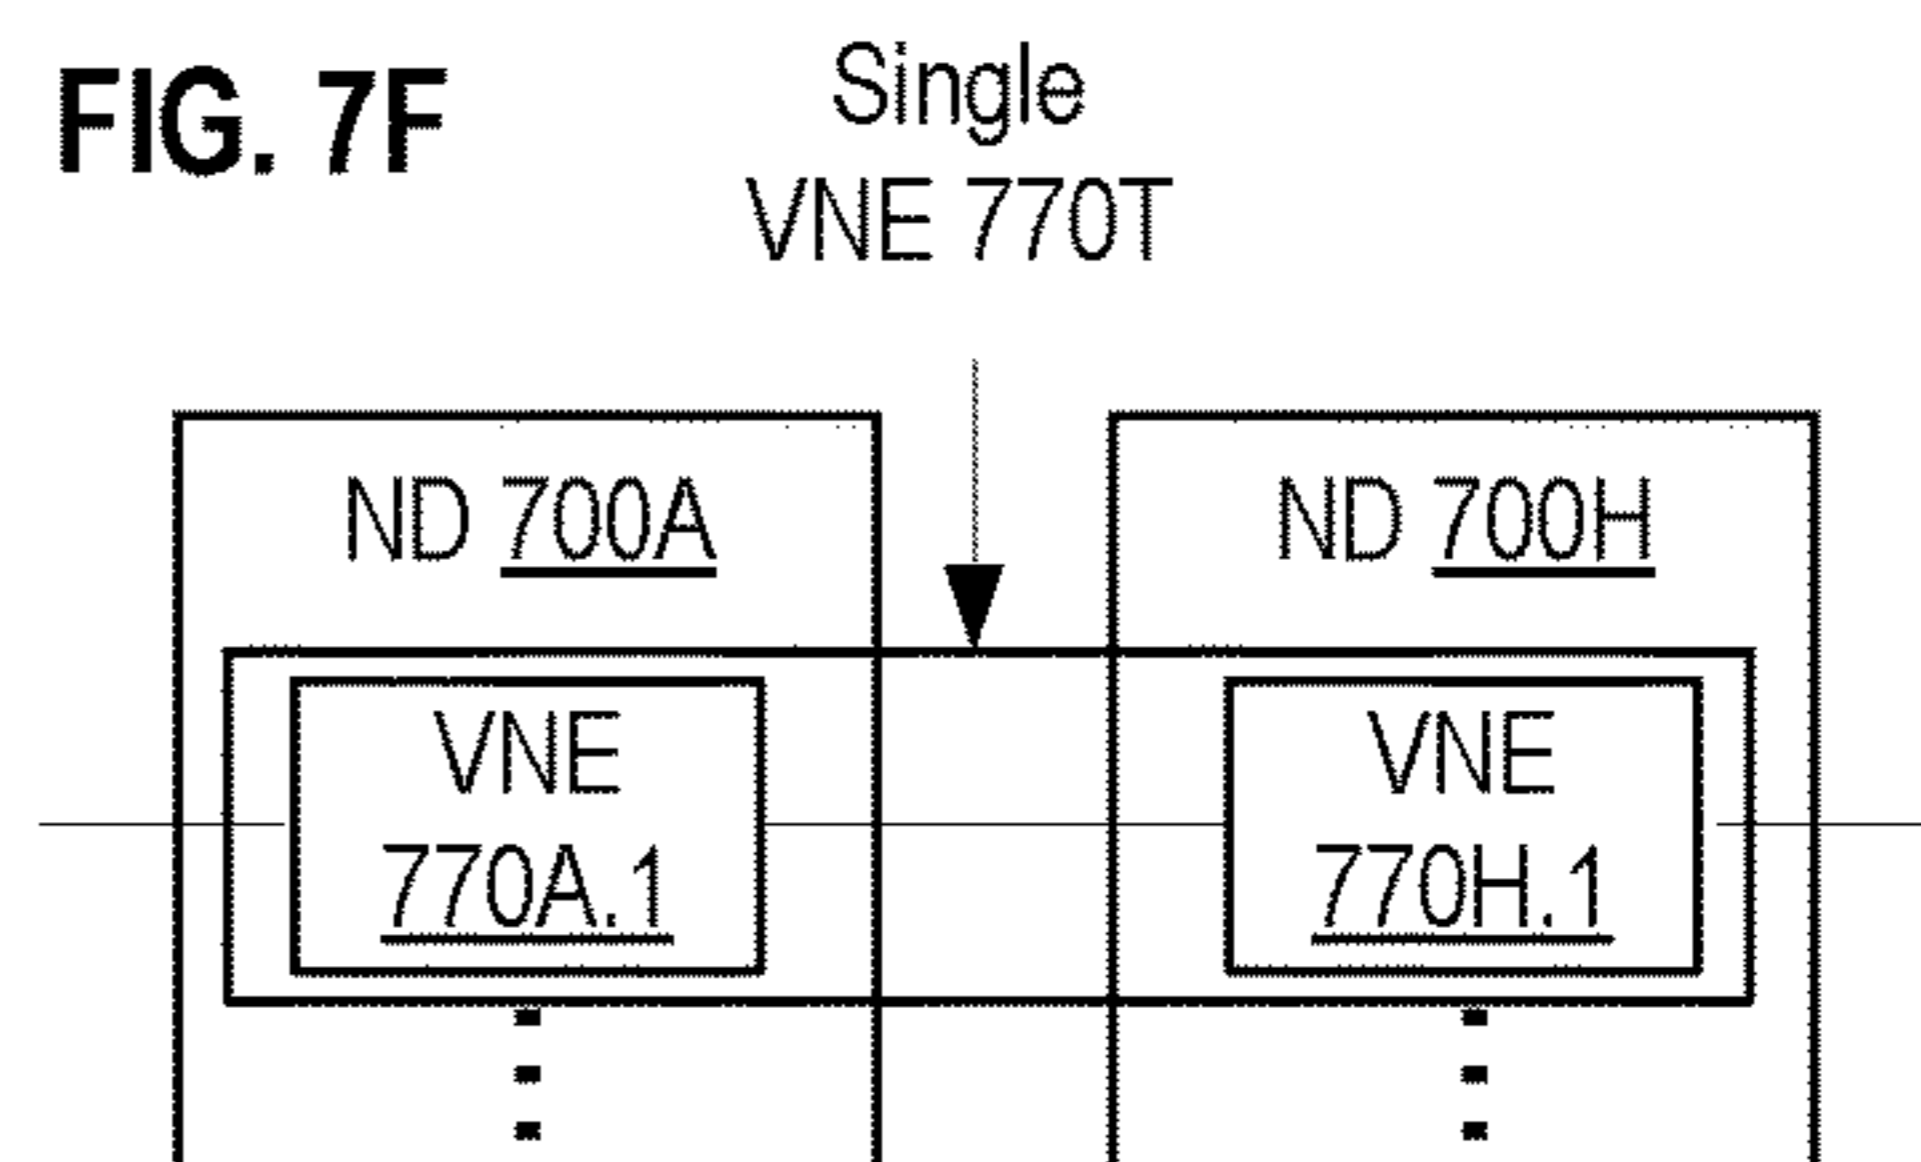 FIG. 7F
Single
VNE 770T
ND 700A
ND 700H
VNE
770A.1
VNE
770H.1